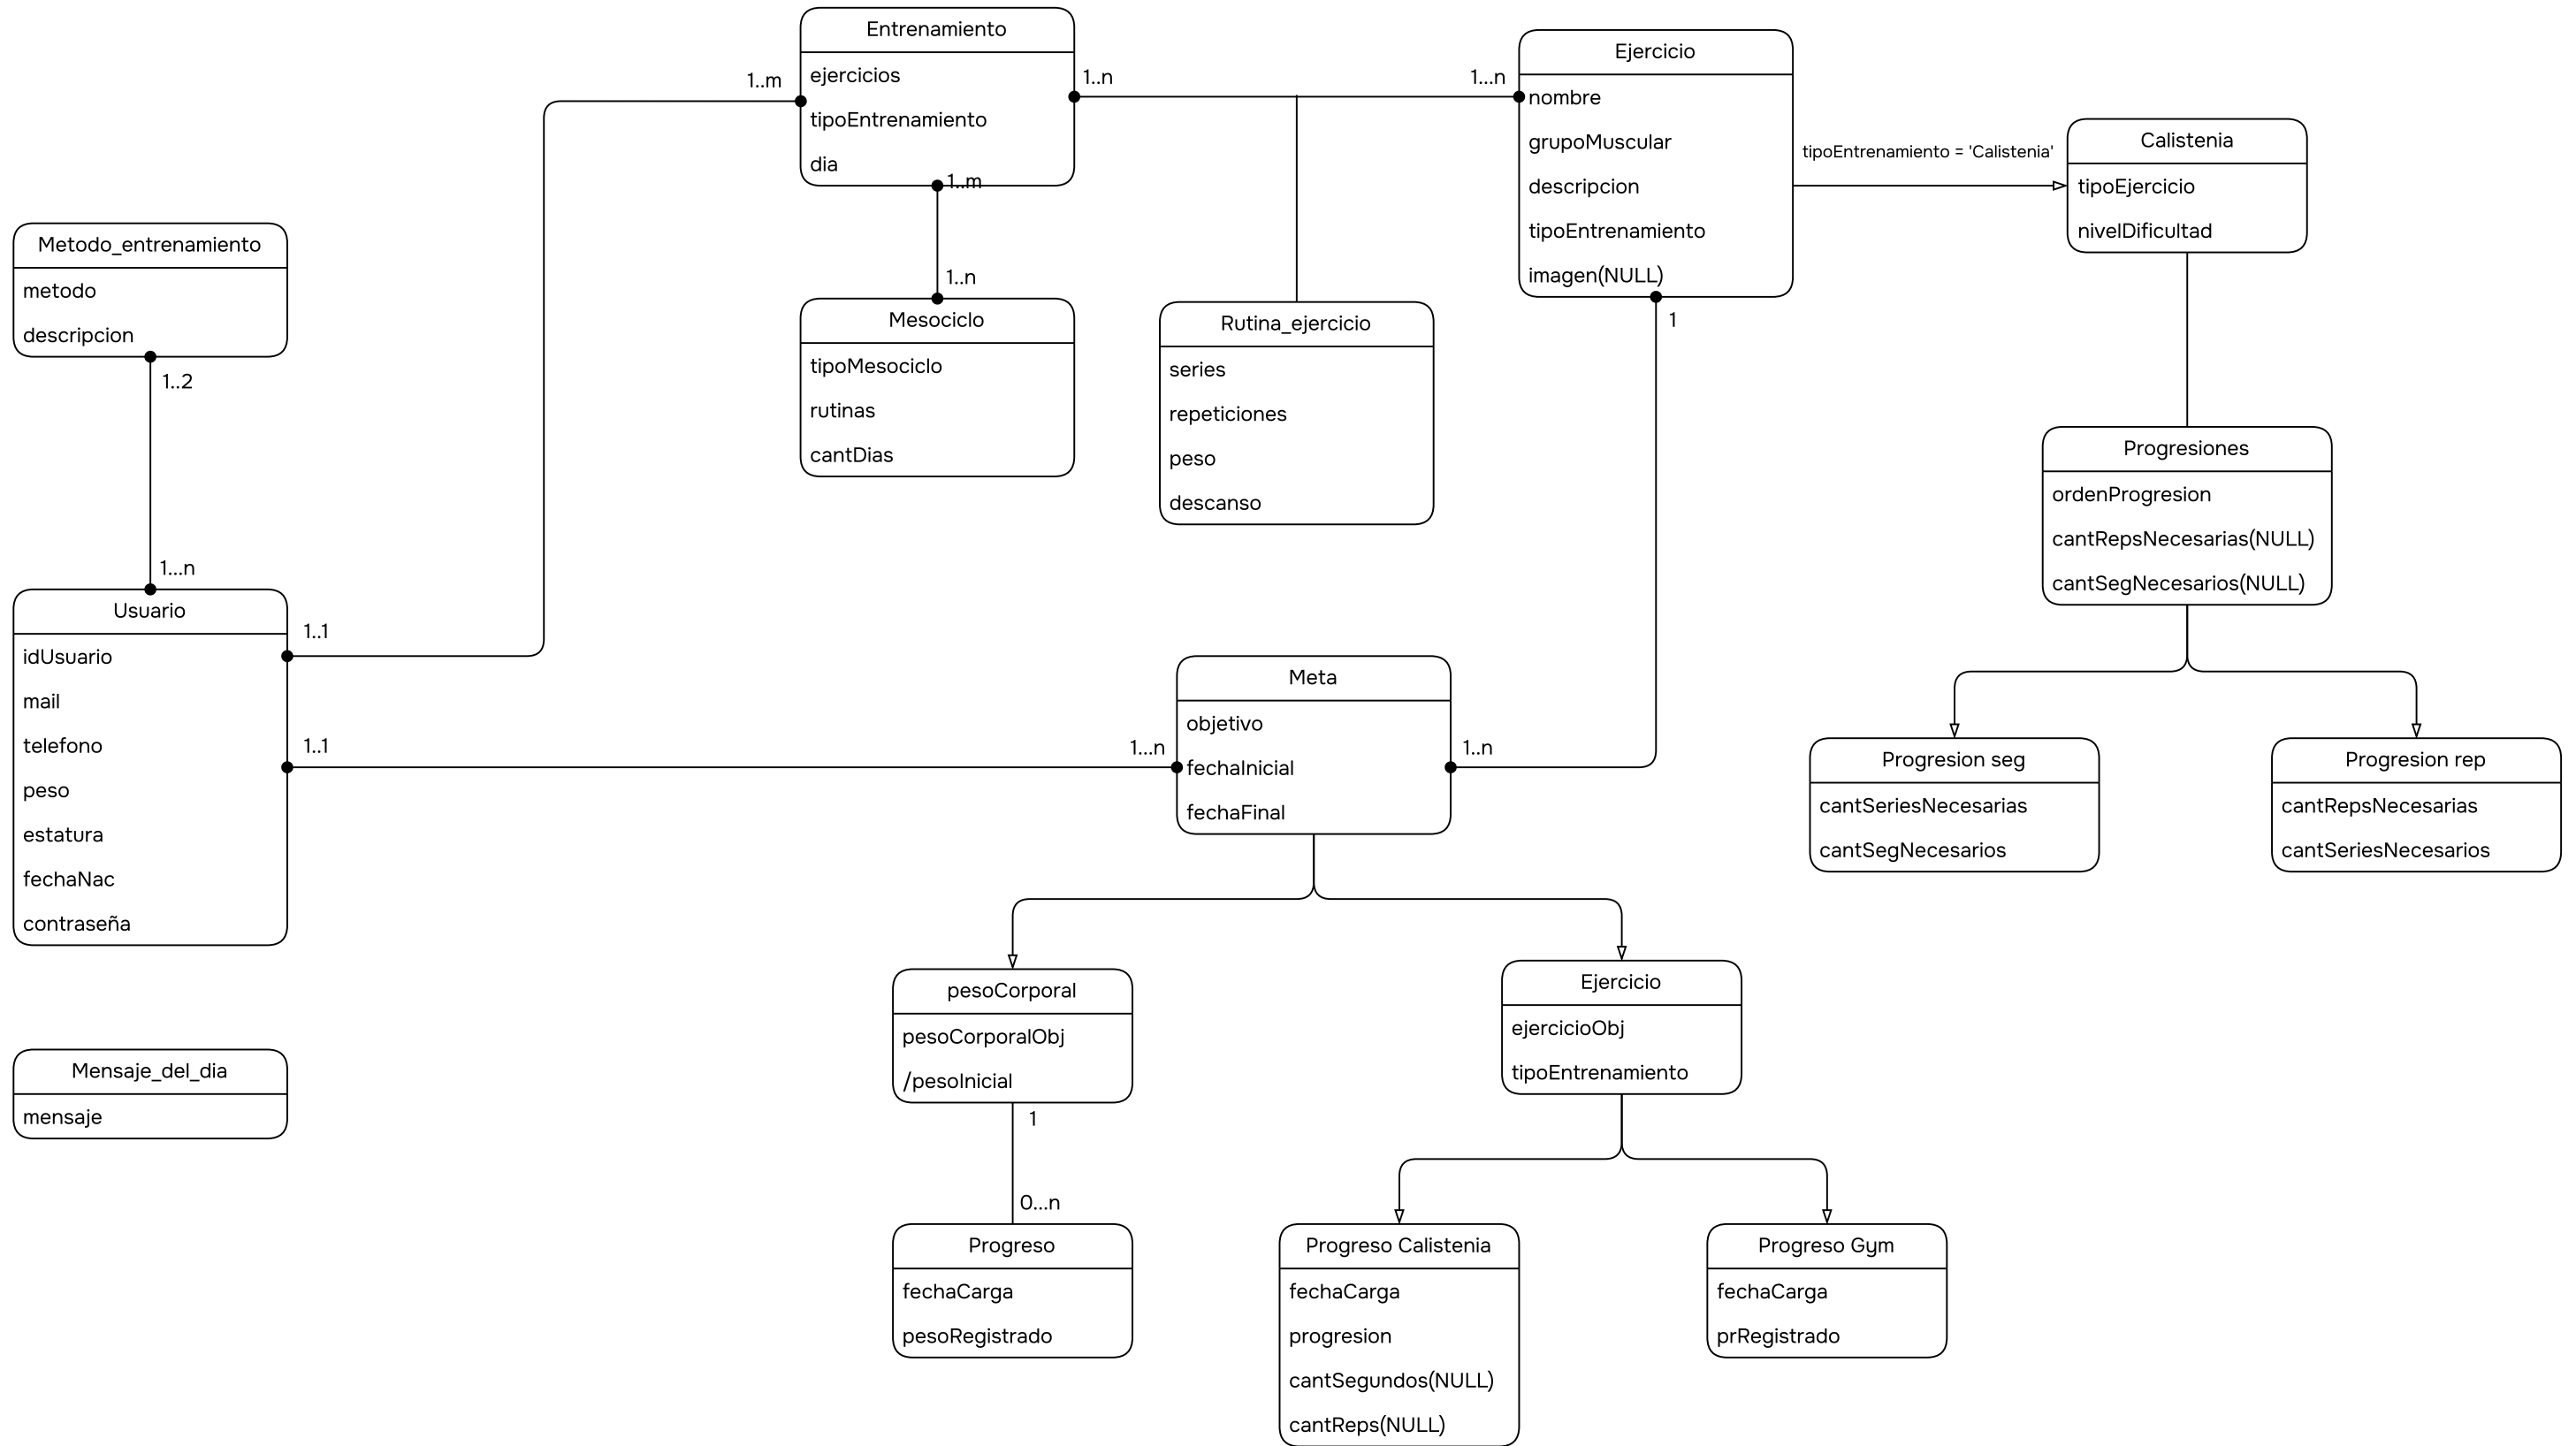 Entrenamiento
ejercicios
tipoEntrenamiento
dia
1..m
1..n
1...n
1..m
Ejercicio
nombre
grupoMuscular
descripcion
tipoEntrenamiento
imagen(NULL)
1
tipoEntrenamiento = 'Calistenia'
Calistenia
tipoEjercicio
nivelDificultad
Metodo_entrenamiento
metodo
descripcion
1..2
1...n
1..n
Mesociclo
tipoMesociclo
rutinas
cantDias
Rutina_ejercicio
series
repeticiones
peso
descanso
Progresiones
ordenProgresion
cantRepsNecesarias(NULL)
cantSegNecesarios(NULL)
Usuario
idUsuario
mail
telefono
peso
estatura
fechaNac
contraseña
1..1
1..1
1...n
Meta
objetivo
fechaInicial
fechaFinal
1..n
Progresion seg
cantSeriesNecesarias
cantSegNecesarios
Progresion rep
cantRepsNecesarias
cantSeriesNecesarios
pesoCorporal
pesoCorporalObj
/pesoInicial
1
0...n
Ejercicio
ejercicioObj
tipoEntrenamiento
Mensaje_del_dia
mensaje
Progreso
fechaCarga
pesoRegistrado
Progreso Calistenia
fechaCarga
progresion
cantSegundos(NULL)
cantReps(NULL)
Progreso Gym
fechaCarga
prRegistrado